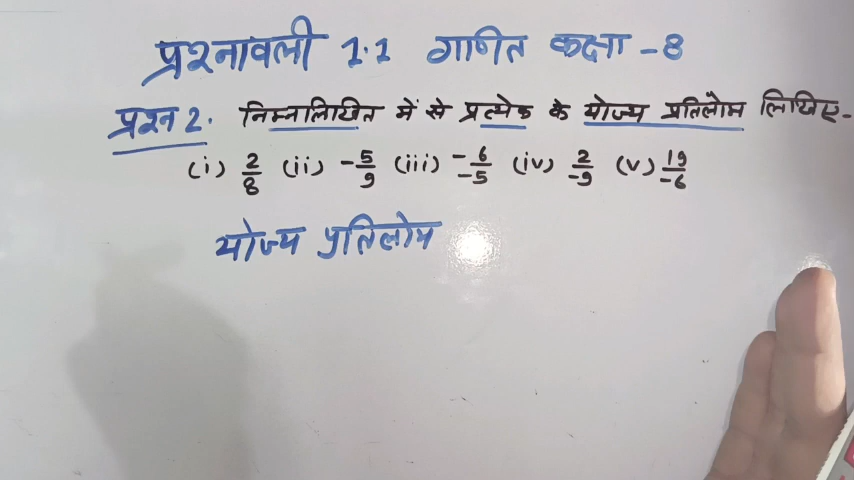 प्रश्नावली 1.1 गणित कक्षा - 8
प्रश्न 2. निम्नलिखित में से प्रत्येक के योज्य प्रतिलोम लिखिए-
(i) 2/8 (ii) -5/9 (iii) -6/-5 (iv) 2/-9 (v) 19/-6
योज्य प्रतिलोम